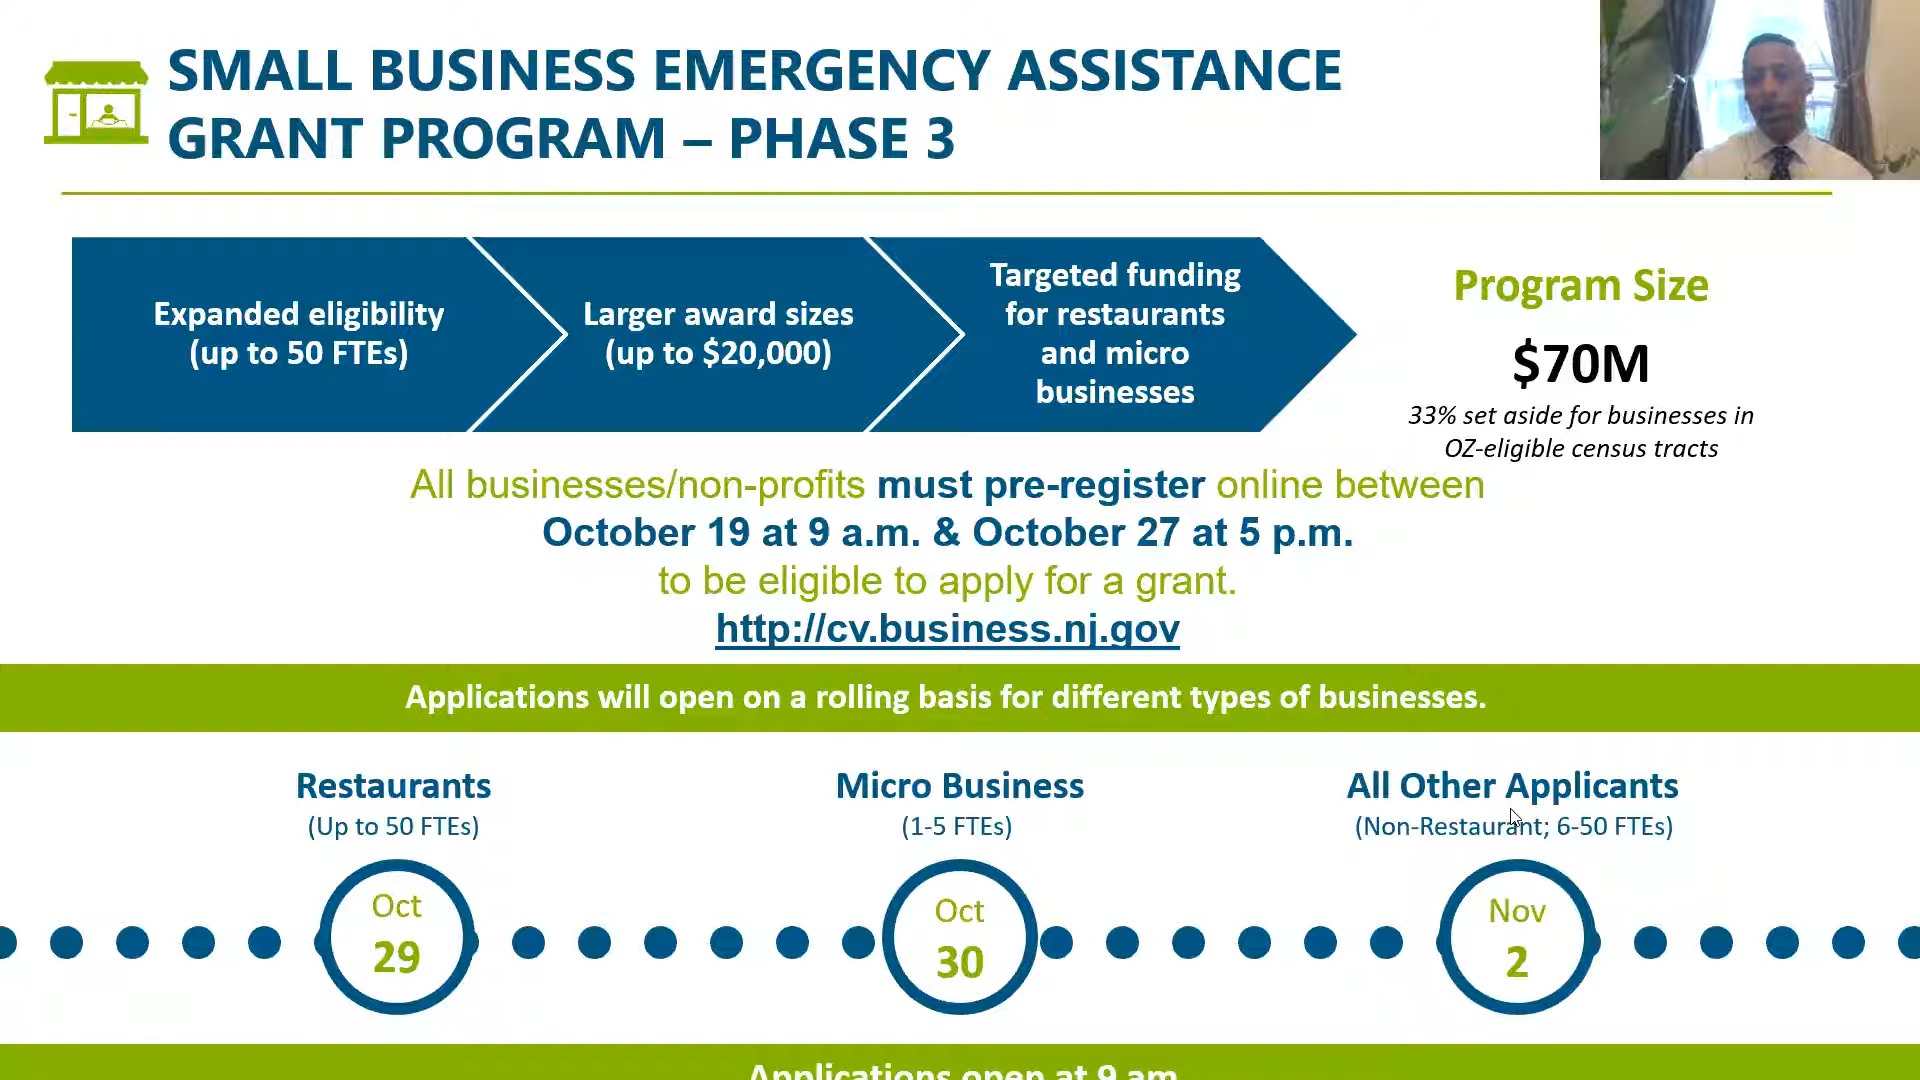 SMALL BUSINESS EMERGENCY ASSISTANCE
GRANT PROGRAM – PHASE 3
Expanded eligibility
(up to 50 FTEs)
Larger award sizes
(up to $20,000)
Targeted funding
for restaurants
and micro
businesses
Program Size
$70M
33% set aside for businesses in
OZ-eligible census tracts
All businesses/non-profits must pre-register online between
October 19 at 9 a.m. & October 27 at 5 p.m.
to be eligible to apply for a grant.
http://cv.business.nj.gov
Applications will open on a rolling basis for different types of businesses.
Restaurants
(Up to 50 FTEs)
Oct
29
Micro Business
(1-5 FTEs)
Oct
30
All Other Applicants
(Non-Restaurant; 6-50 FTEs)
Nov
2
Applications open at 9 am